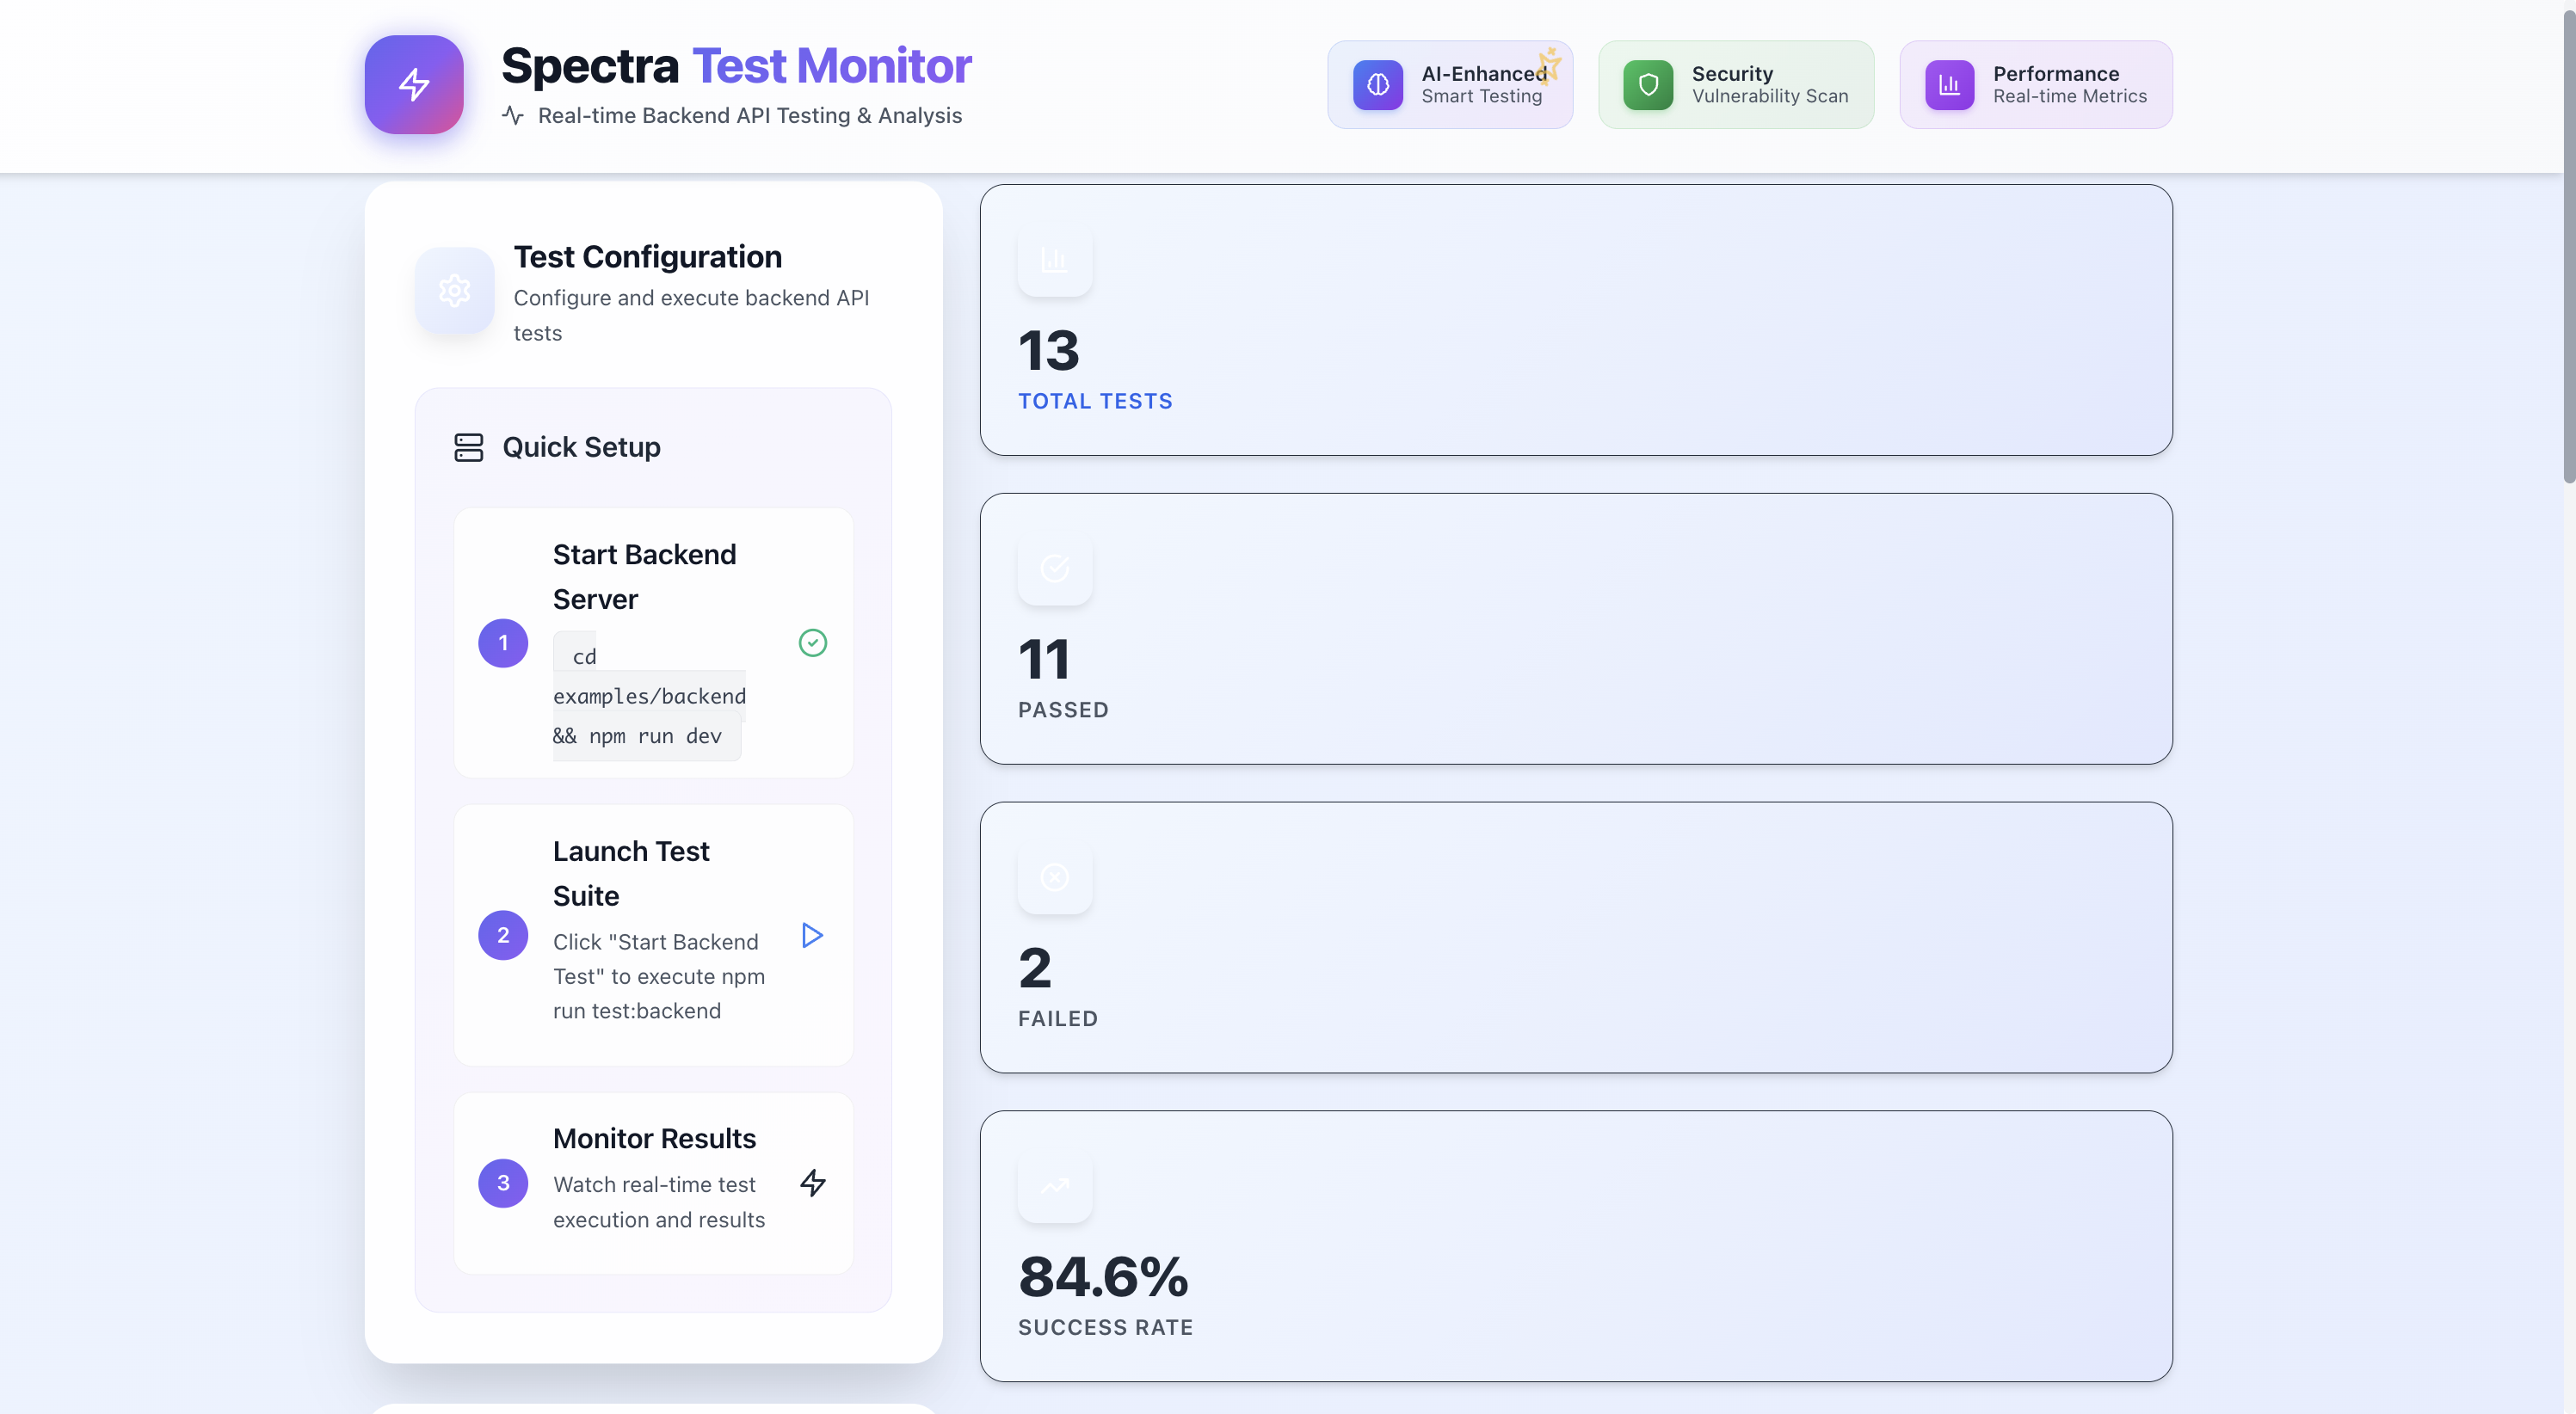 Spectra Test Monitor
Real-time Backend API Testing & Analysis
AI-Enhanced
Smart Testing
Security
Vulnerability Scan
Performance
Real-time Metrics
Test Configuration
Configure and execute backend API
tests
Quick Setup
1
Start Backend
Server
cd
examples/backend
&& npm run dev
2
Launch Test
Suite
Click "Start Backend
Test" to execute npm
run test:backend
3
Monitor Results
Watch real-time test
execution and results
13
TOTAL TESTS
11
PASSED
2
FAILED
84.6%
SUCCESS RATE